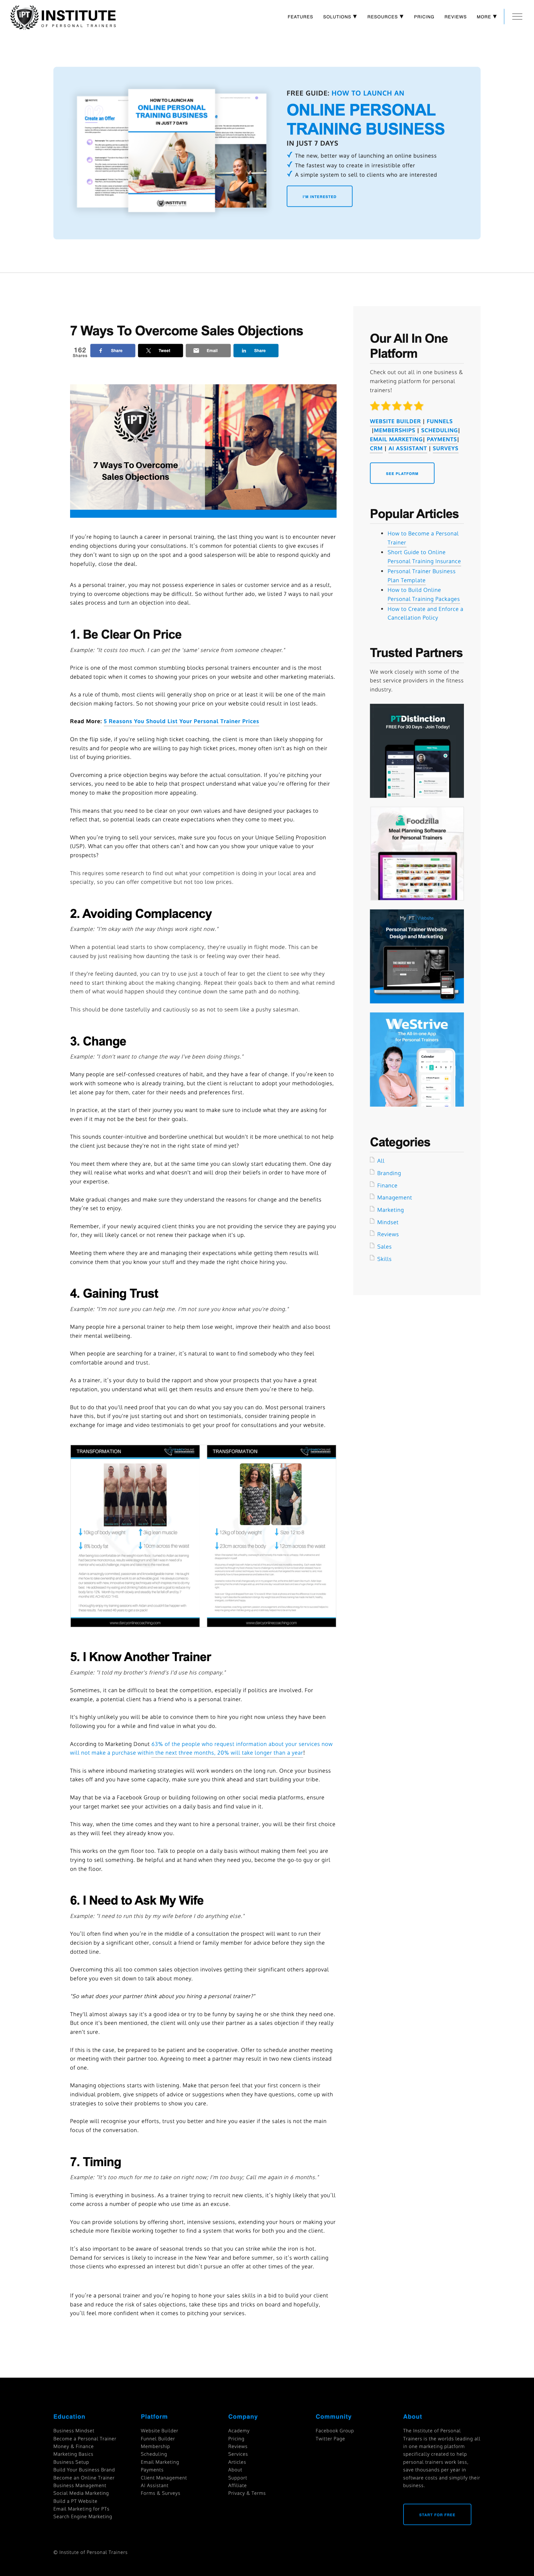 INSTITUTE
OF PERSONAL TRAINERS
FEATURES SOLUTIONS RESOURCES PRICING REVIEWS MORE
HOW TO LAUNCH AN
ONLINE PERSONAL
TRAINING BUSINESS
IN JUST 7 DAYS
Create an Offer
INSTITUTE
FREE GUIDE: HOW TO LAUNCH AN
ONLINE PERSONAL
TRAINING BUSINESS
IN JUST 7 DAYS
The new, better way of launching an online business
The fastest way to create in irresistible offer
A simple system to sell to clients who are interested
I'M INTERESTED
7 Ways To Overcome Sales Objections
162
Shares
Share
Tweet
Email
Share
IPT
7 Ways To Overcome
Sales Objections
If you're hoping to launch a career in personal training, the last thing you want is to encounter never
ending objections during your consultations. It's common for potential clients to give excuses if
they don't want to sign up on the spot. A good salesperson will be able to respond quickly and
hopefully, close the deal.
As a personal trainer, you may not possess any experience in sales or customer service and as a result,
trying to overcome objections could be difficult. So without further ado, we listed 7 ways to nail your
sales process and turn an objection into deal.
1. Be Clear On Price
Example: "It costs too much. I can get the 'same' service from someone cheaper."
Price is one of the most common stumbling blocks personal trainers encounter and is the most
debated topic when it comes to showing your prices on your website and other marketing materials.
As a rule of thumb, most clients will generally shop on price or at least it will be one of the main
decision making factors. So not showing your price on your website could result in lost leads.
Read More: 5 Reasons You Should List Your Personal Trainer Prices
On the flip side, if you're selling high ticket coaching, the client is more than likely shopping for
results and for people who are willing to pay high ticket prices, money often isn't as high on their
list of buying priorities.
Overcoming a price objection begins way before the actual consultation. If you're pitching your
services, you need to be able to help that prospect understand what value you're offering for their
money to make the proposition more appealing.
This means that you need to be clear on your own values and have designed your packages to
reflect that, so potential leads can create expectations when they come to meet you.
When you're trying to sell your services, make sure you focus on your Unique Selling Proposition
(USP). What can you offer that others can't and how can you show your unique value to your
prospects?
This requires some research to find out what your competition is doing in your local area and
specialty, so you can offer competitive but not too low prices.
2. Avoiding Complacency
Example: "I'm okay with the way things work right now."
When a potential lead starts to show complacency, they're usually in flight mode. This can be
caused by just realising how daunting the task is or feeling way over their head.
If they're feeling daunted, you can try to use just a touch of fear to get the client to see why they
need to start thinking about the making changing. Repeat their goals back to them and what remind
them of what would happen should they continue down the same path and do nothing.
This should be done tastefully and cautiously so as not to seem like a pushy salesman.
3. Change
Example: "I don't want to change the way I've been doing things."
Many people are self-confessed creatures of habit, and they have a fear of change. If you're keen to
work with someone who is already training, but the client is reluctant to adopt your methodologies,
let alone pay for them, cater for their needs and preferences first.
In practice, at the start of their journey you want to make sure to include what they are asking for
even if it may not be the best for their goals.
This sounds counter-intuitive and borderline unethical but wouldn't it be more unethical to not help
the client just because they're not in the right state of mind yet?
You meet them where they are, but at the same time you can slowly start educating them. One day
they will realise what works and what doesn't and will drop their beliefs in order to have more of
your expertise.
Make gradual changes and make sure they understand the reasons for change and the benefits
they're set to enjoy.
Remember, if your newly acquired client thinks you are not providing the service they are paying you
for, they will likely cancel or not renew their package when it's up.
Meeting them where they are and managing their expectations while getting them results will
convince them that you know your stuff and they made the right choice hiring you.
4. Gaining Trust
Example: "I'm not sure you can help me. I'm not sure you know what you're doing."
Many people hire a personal trainer to help them lose weight, improve their health and also boost
their mental wellbeing.
When people are searching for a trainer, it's natural to want to find somebody who they feel
comfortable around and trust.
As a trainer, it's your duty to build the rapport and show your prospects that you have a great
reputation, you understand what will get them results and ensure them you're there to help.
But to do that you'll need proof that you can do what you say you can do. Most personal trainers
have this, but if you're just starting out and short on testimonials, consider training people in
exchange for image and video testimonials to get your proof for consultations and your website.
TRANSFORMATION
10kg of body weight
5kg lean muscle
8% body fat
10cm across the waist
TRANSFORMATION
12kg of body weight
Size 12 to 8
23cm across the belly
12cm across the waist
5. I Know Another Trainer
Example: "I told my brother's friend's I'd use his company."
Sometimes, it can be difficult to beat the competition, especially if politics are involved. For
example, a potential client has a friend who is a personal trainer.
It's highly unlikely you will be able to convince them to hire you right now unless they have been
following you for a while and find value in what you do.
According to Marketing Donut 63% of the people who request information about your services now
will not make a purchase within the next three months, 20% will take longer than a year!
This is where inbound marketing strategies will work wonders on the long run. Once your business
takes off and you have some capacity, make sure you think ahead and start building your tribe.
May that be via a Facebook Group or building following on other social media platforms, ensure
your target market see your activities on a daily basis and find value in it.
This way, when the time comes and they want to hire a personal trainer, you will be their first choice
as they will feel they already know you.
This works on the gym floor too. Talk to people on a daily basis without making them feel you are
trying to sell something. Be helpful and at hand when they need you, become the go-to guy or girl
on the floor.
6. I Need to Ask My Wife
Example: "I need to run this by my wife before I do anything else."
You'll often find when you're in the middle of a consultation the prospect will want to run their
decision by a significant other, consult a friend or family member for advice before they sign the
dotted line.
Overcoming this all too common sales objection involves getting their significant others approval
before you even sit down to talk about money.
"So what does your partner think about you hiring a personal trainer?"
They'll almost always say it's a good idea or try to be funny by saying he or she think they need one.
But once it's been mentioned, the client will only use their partner as a sales objection if they really
aren't sure.
If this is the case, be prepared to be patient and be cooperative. Offer to schedule another meeting
or meeting with their partner too. Agreeing to meet a partner may result in two new clients instead
of one.
Managing objections starts with listening. Make that person feel that your first concern is their
individual problem, give snippets of advice or suggestions when they have questions, come up with
strategies to solve their problems to show you care.
People will recognise your efforts, trust you better and hire you easier if the sales is not the main
focus of the conversation.
7. Timing
Example: "It's too much for me to take on right now; I'm too busy; Call me again in 6 months."
Timing is everything in business. As a trainer trying to recruit new clients, it's highly likely that you'll
come across a number of people who use time as an excuse.
You can provide solutions by offering short, intensive sessions, extending your hours or making your
schedule more flexible working together to find a system that works for both you and the client.
It's also important to be aware of seasonal trends so that you can strike while the iron is hot.
Demand for services is likely to increase in the New Year and before summer, so it's worth calling
those clients who expressed an interest but didn't pursue an offer at other times of the year.
If you're a personal trainer and you're hoping to hone your sales skills in a bid to build your client
base and reduce the risk of sales objections, take these tips and tricks on board and hopefully,
you'll feel more confident when it comes to pitching your services.
Our All In One
Platform
Check out out all in one business &
marketing platform for personal
trainers!
WEBSITE BUILDER | FUNNELS
|MEMBERSHIPS | SCHEDULING|
EMAIL MARKETING| PAYMENTS|
CRM | AI ASSISTANT | SURVEYS
SEE PLATFORM
Popular Articles
How to Become a Personal
Trainer
Short Guide to Online
Personal Training Insurance
Personal Trainer Business
Plan Template
How to Build Online
Personal Training Packages
How to Create and Enforce a
Cancellation Policy
Trusted Partners
We work closely with some of the
best service providers in the fitness
industry.
PTDistinction
FREE For 30 Days - Join Today!
Foodzilla
Meal Planning Software
for Personal Trainers
My PT Website
Personal Trainer Website
Design and Marketing
WeStrive
The All-in-one App
for Personal Trainers
Calendar
Categories
All
Branding
Finance
Management
Marketing
Mindset
Reviews
Sales
Skills
Education
Business Mindset
Become a Personal Trainer
Money & Finance
Marketing Basics
Business Setup
Build Your Business Brand
Become an Online Trainer
Business Management
Social Media Marketing
Build a PT Website
Email Marketing for PTs
Search Engine Marketing
Platform
Website Builder
Funnel Builder
Membership
Scheduling
Email Marketing
Payments
Client Management
AI Assistant
Forms & Surveys
Company
Academy
Pricing
Reviews
Services
Articles
About
Support
Affiliate
Privacy & Terms
Community
Facebook Group
Twitter Page
About
The Institute of Personal
Trainers is the worlds leading all
in one marketing platform
specifically created to help
personal trainers work less,
save thousands per year in
software costs and simplify their
business.
START FOR FREE
© Institute of Personal Trainers